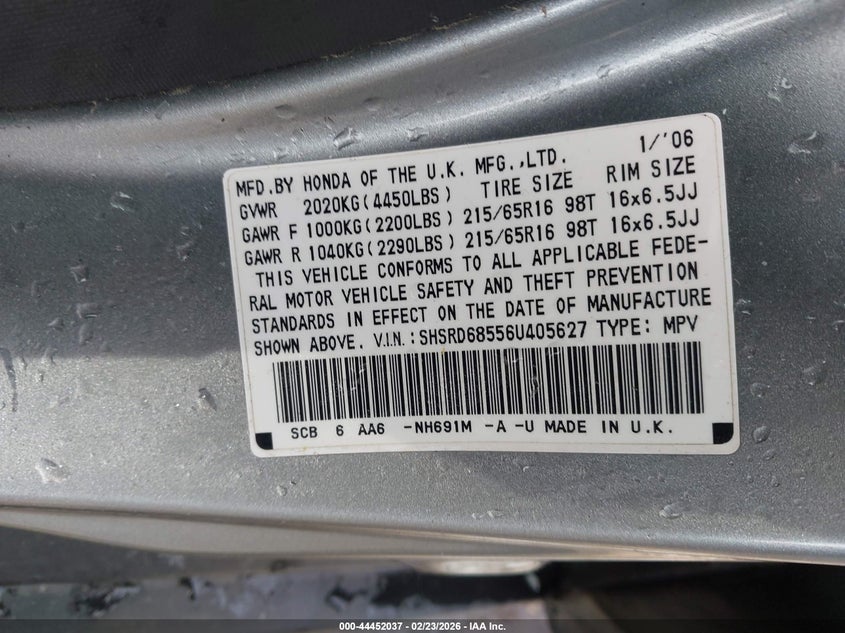 MFD.BY HONDA OF THE U.K. MFG.,LTD. 1/'06
GVWR 2020KG(4450LBS) TIRE SIZE RIM SIZE
GAWR F 1000KG(2200LBS) 215/65R16 98T 16x6.5JJ
GAWR R 1040KG(2290LBS) 215/65R16 98T 16x6.5JJ
THIS VEHICLE CONFORMS TO ALL APPLICABLE FEDE-
RAL MOTOR VEHICLE SAFETY AND THEFT PREVENTION
STANDARDS IN EFFECT ON THE DATE OF MANUFACTURE
SHOWN ABOVE. V.I.N.:SHSRD68556U405627 TYPE: MPV
SCB 6 AA6 -NH691M -A -U MADE IN U.K.
000-44452037 - 02/23/2026 - IAA Inc.